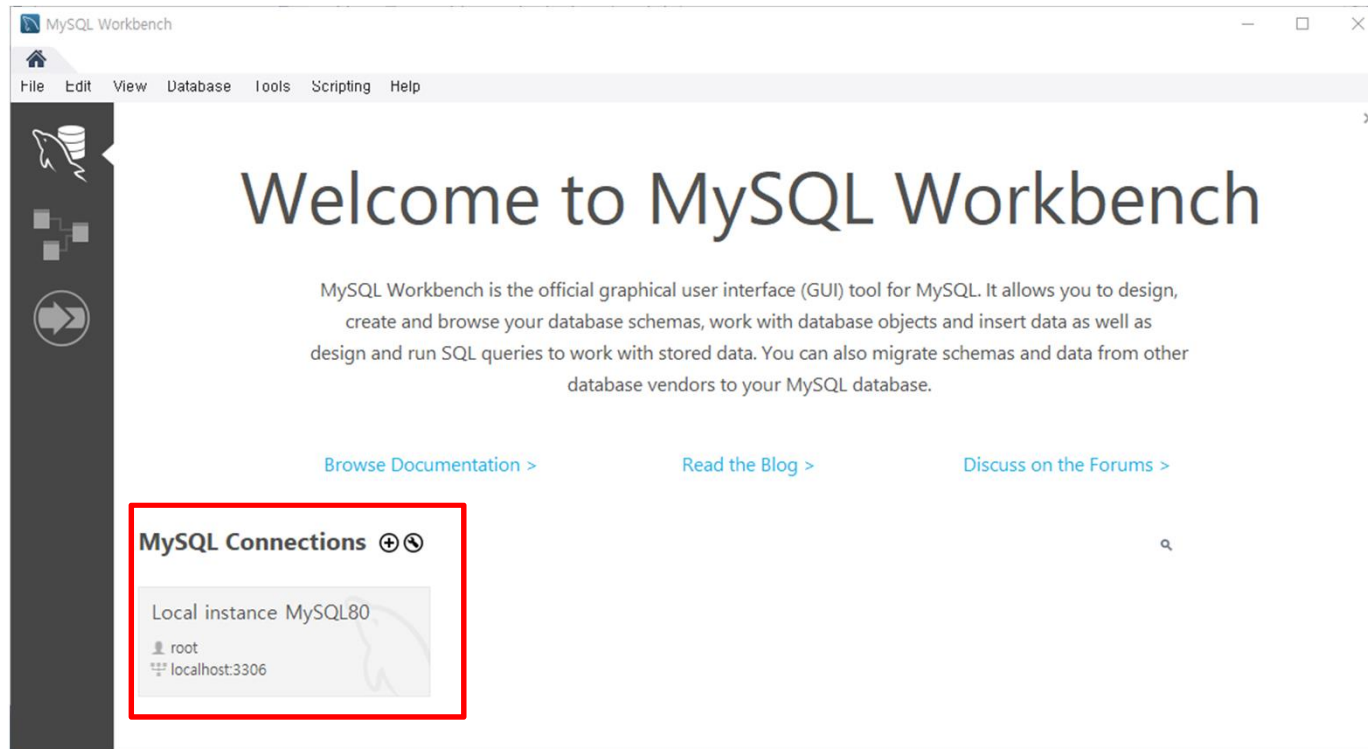 MySQL Workbench
File Edit View Database Tools Scripting Help
Welcome to MySQL Workbench
MySQL Workbench is the official graphical user interface (GUI) tool for MySQL. It allows you to design,
create and browse your database schemas, work with database objects and insert data as well as
design and run SQL queries to work with stored data. You can also migrate schemas and data from other
database vendors to your MySQL database.
Browse Documentation > Read the Blog > Discuss on the Forums >
MySQL Connections
Local instance MySQL80
root
localhost:3306